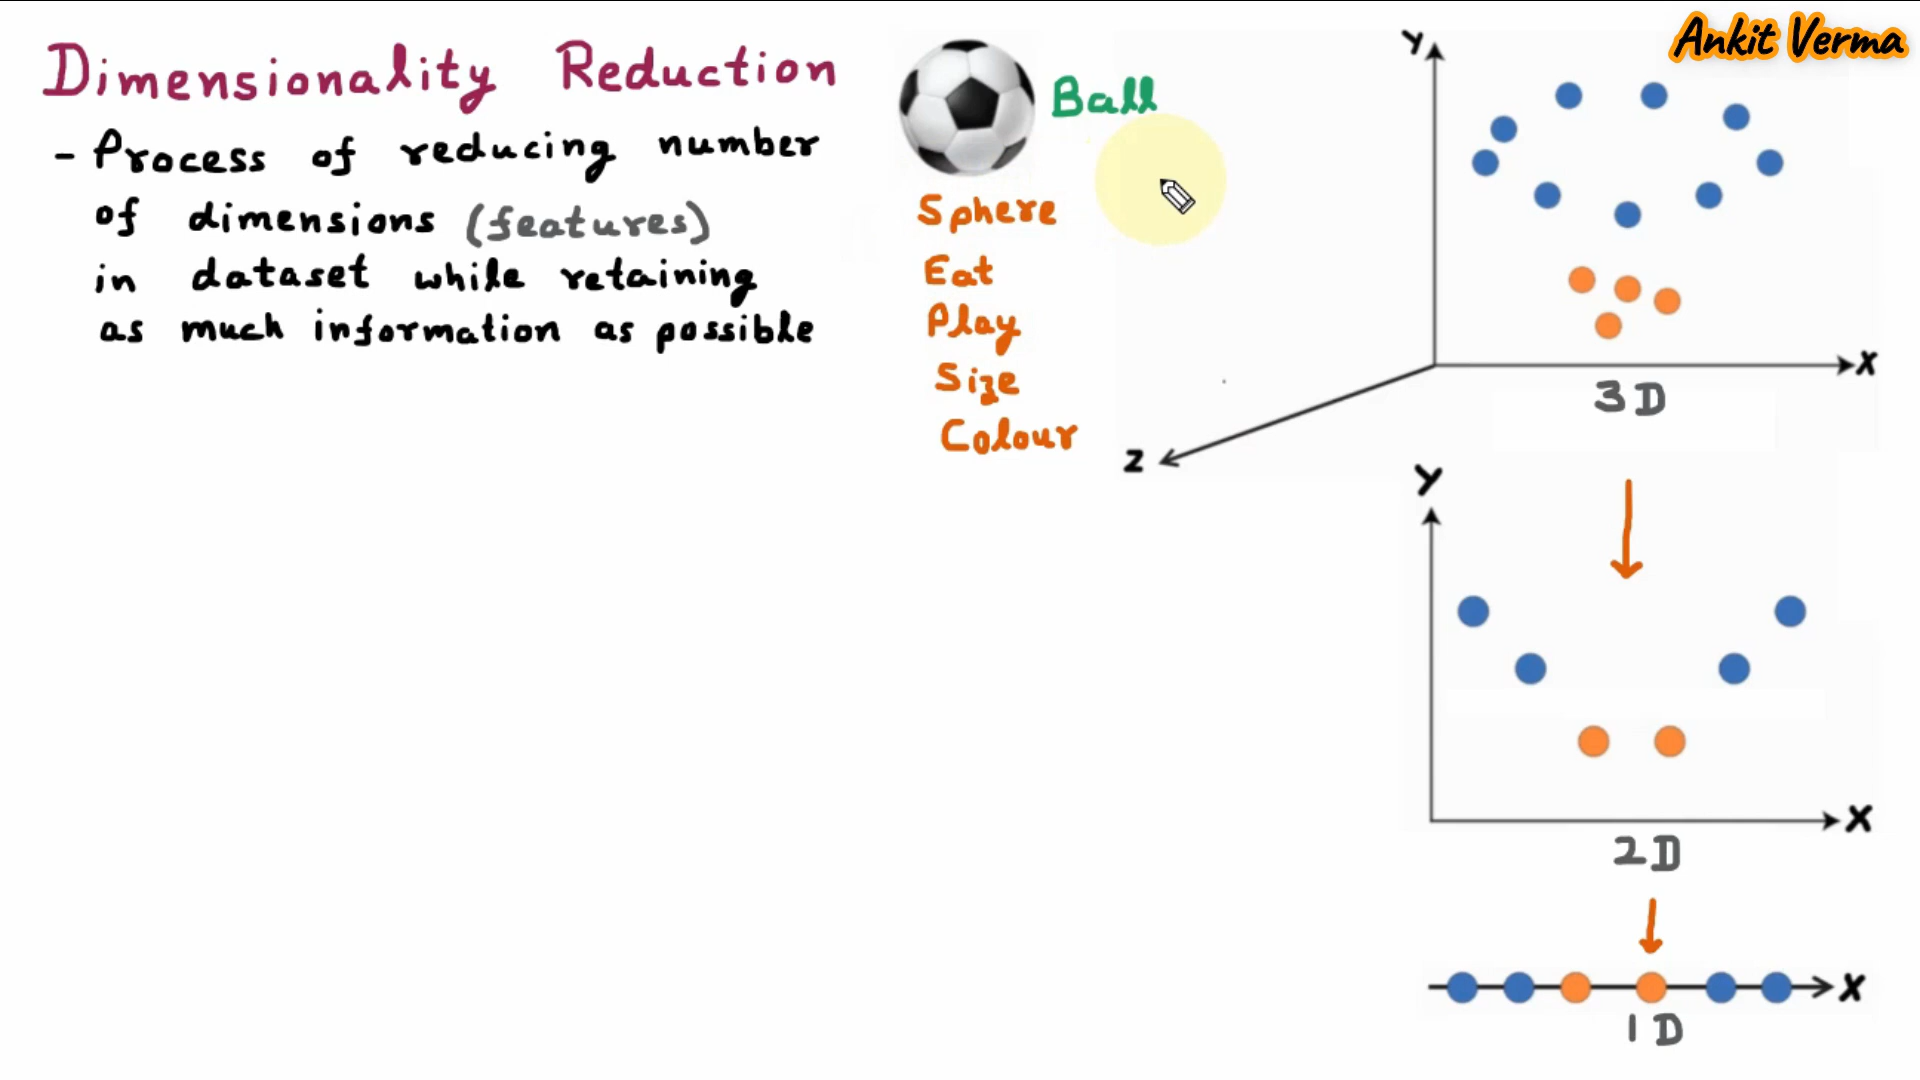 Dimensionality Reduction
- Process of reducing number
of dimensions (features)
in dataset while retaining
as much information as possible
Ball
Sphere
Eat
Play
Size
Colour
Ankit Verma
Y
X
3D
Z
Y
X
2D
X
1D